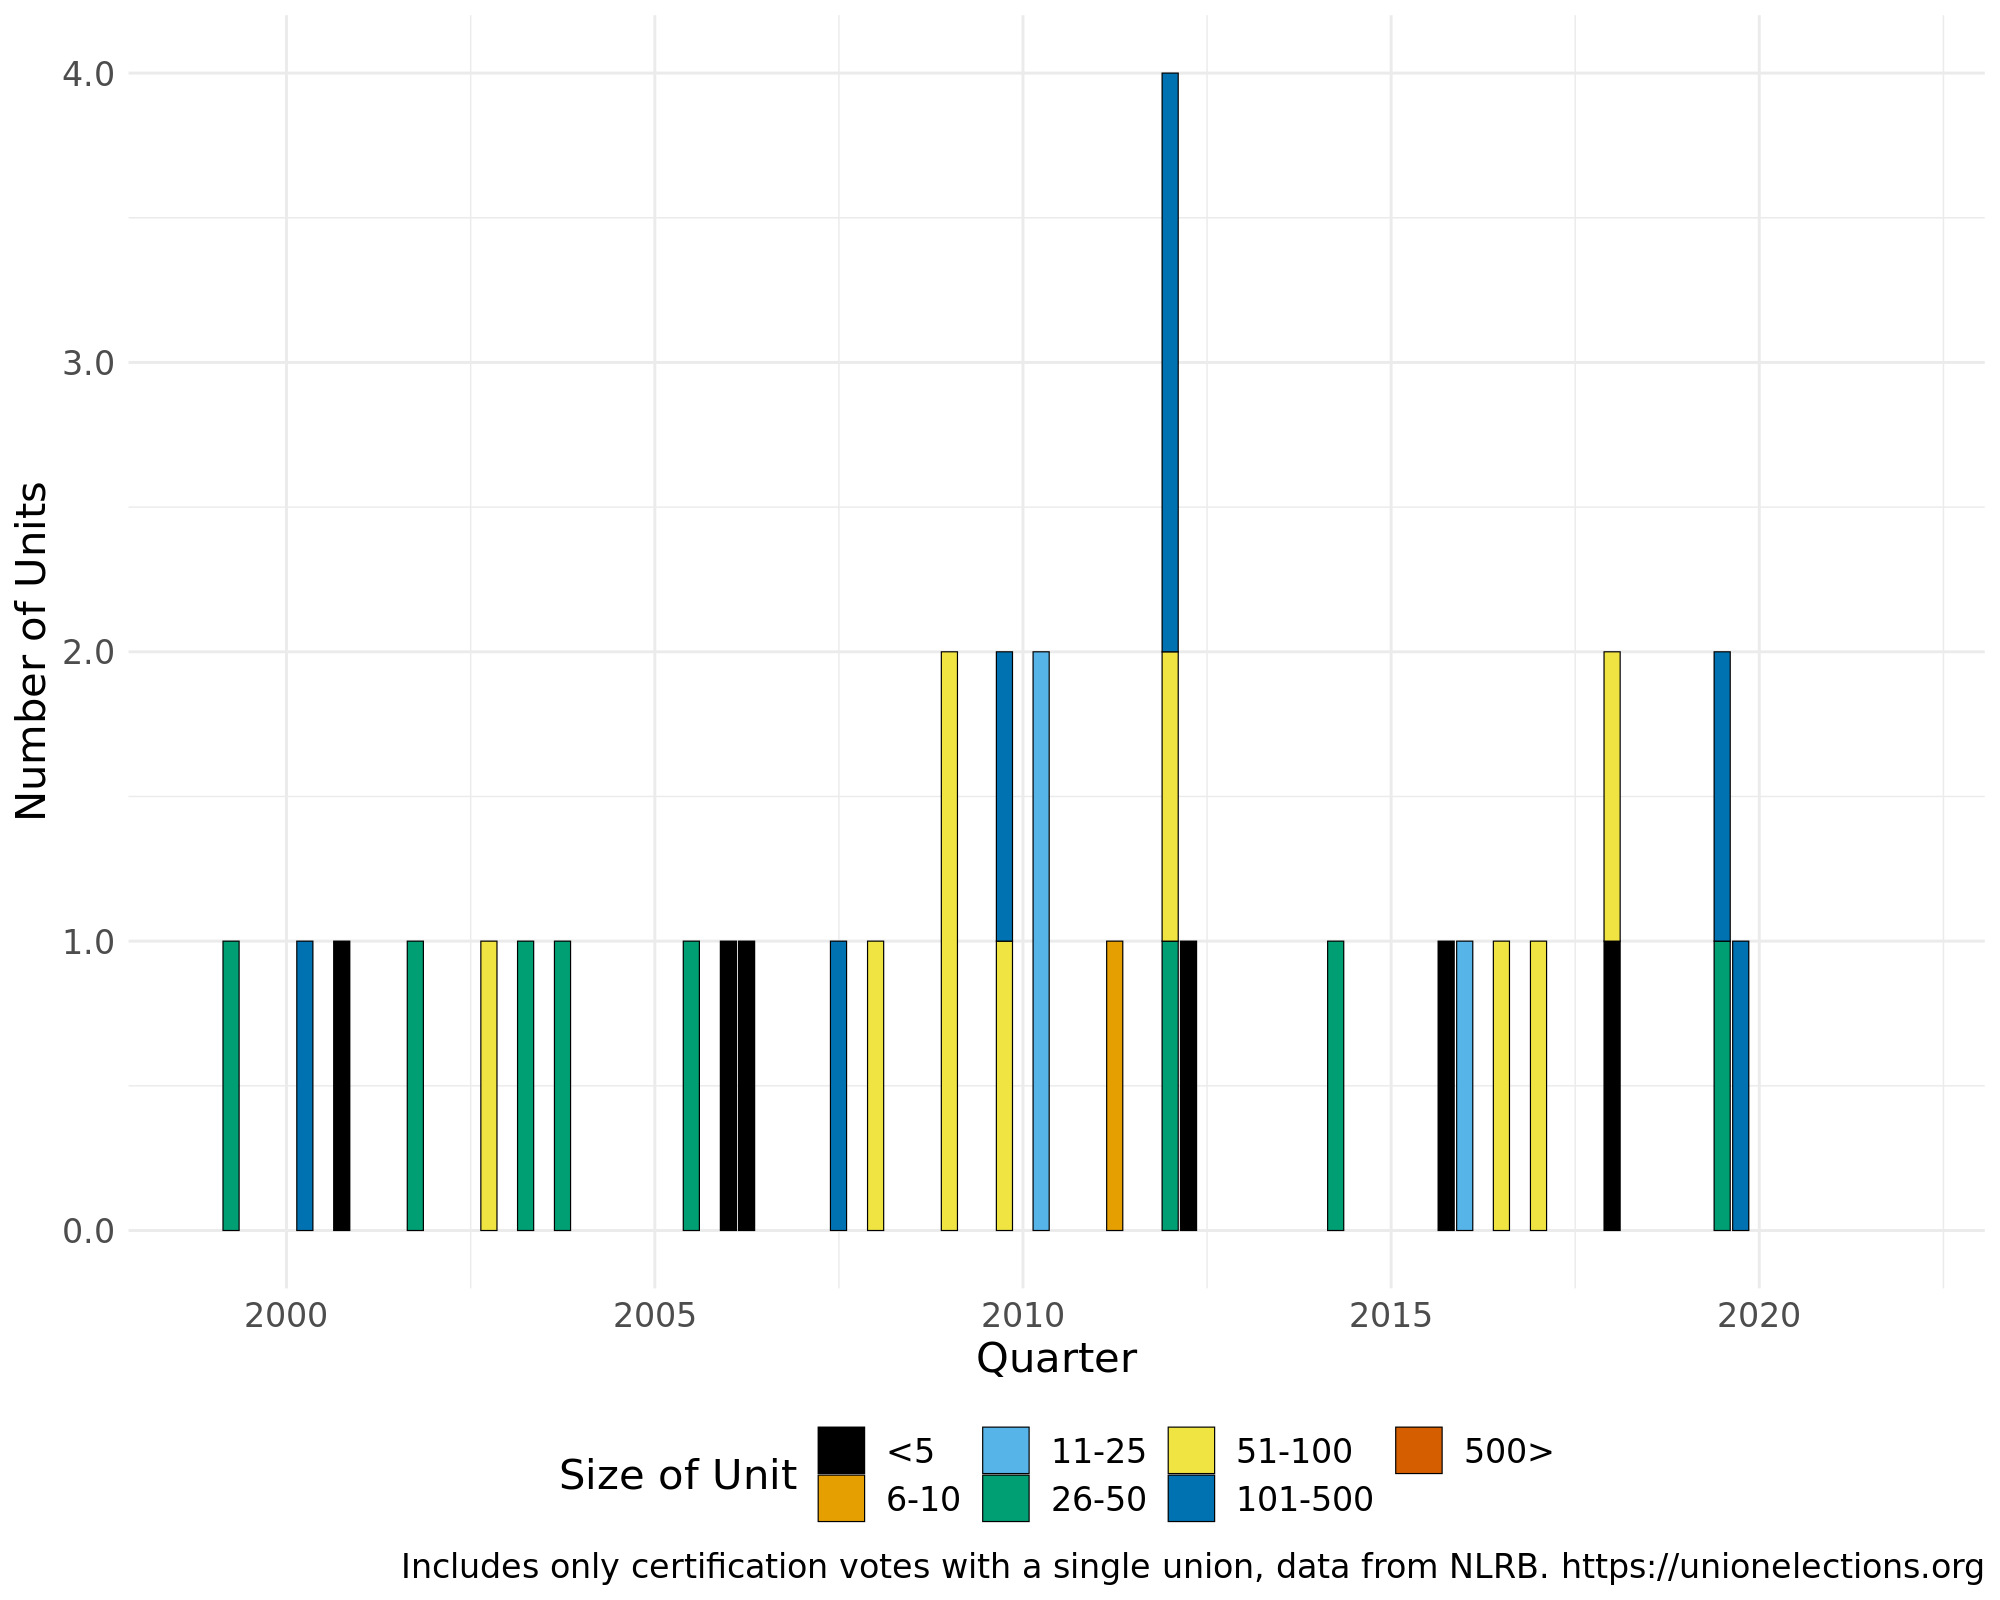 4.0
3.0
2.0
1.0
0.0
Number of Units
2000 2005 2010 2015 2020
Quarter
Size of Unit
<5 11-25 51-100 500>
6-10 26-50 101-500
Includes only certification votes with a single union, data from NLRB. https://unionelections.org